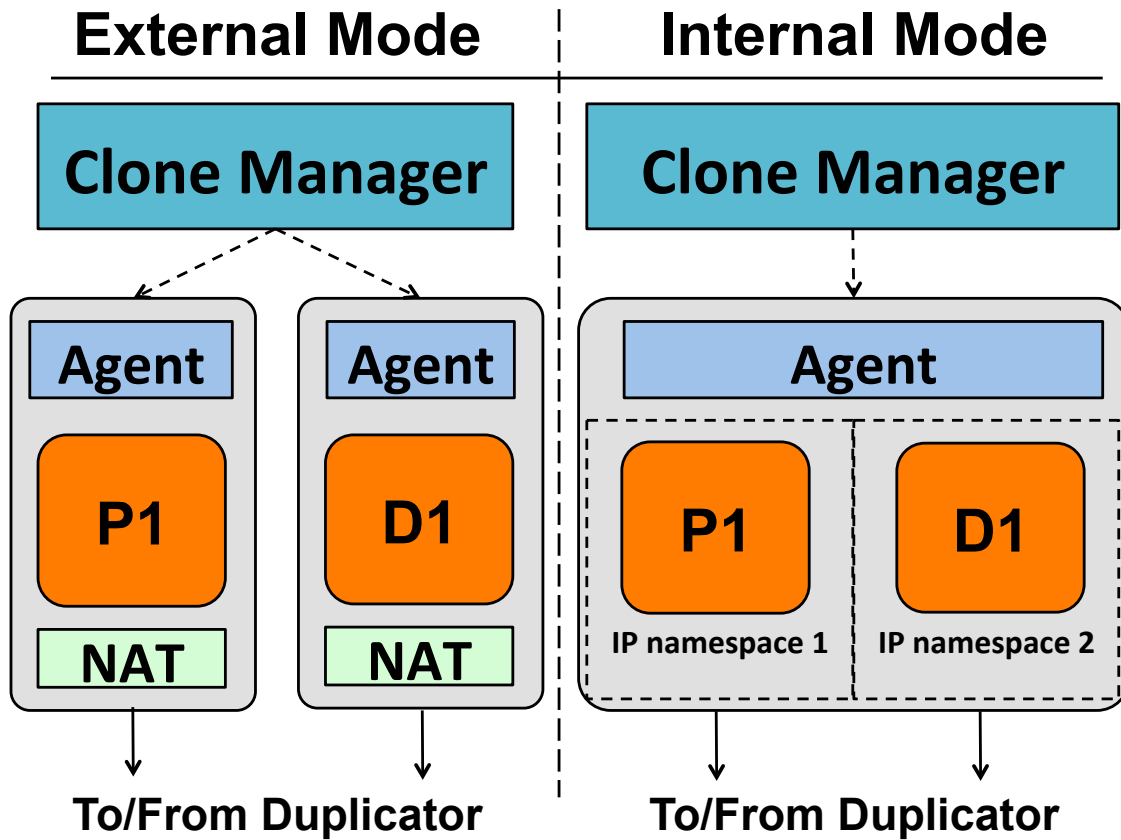 External Mode
Internal Mode
Clone Manager
Clone Manager
Agent
Agent
Agent
P1
D1
P1
D1
IP namespace 1
IP namespace 2
NAT
NAT
To/From Duplicator
To/From Duplicator